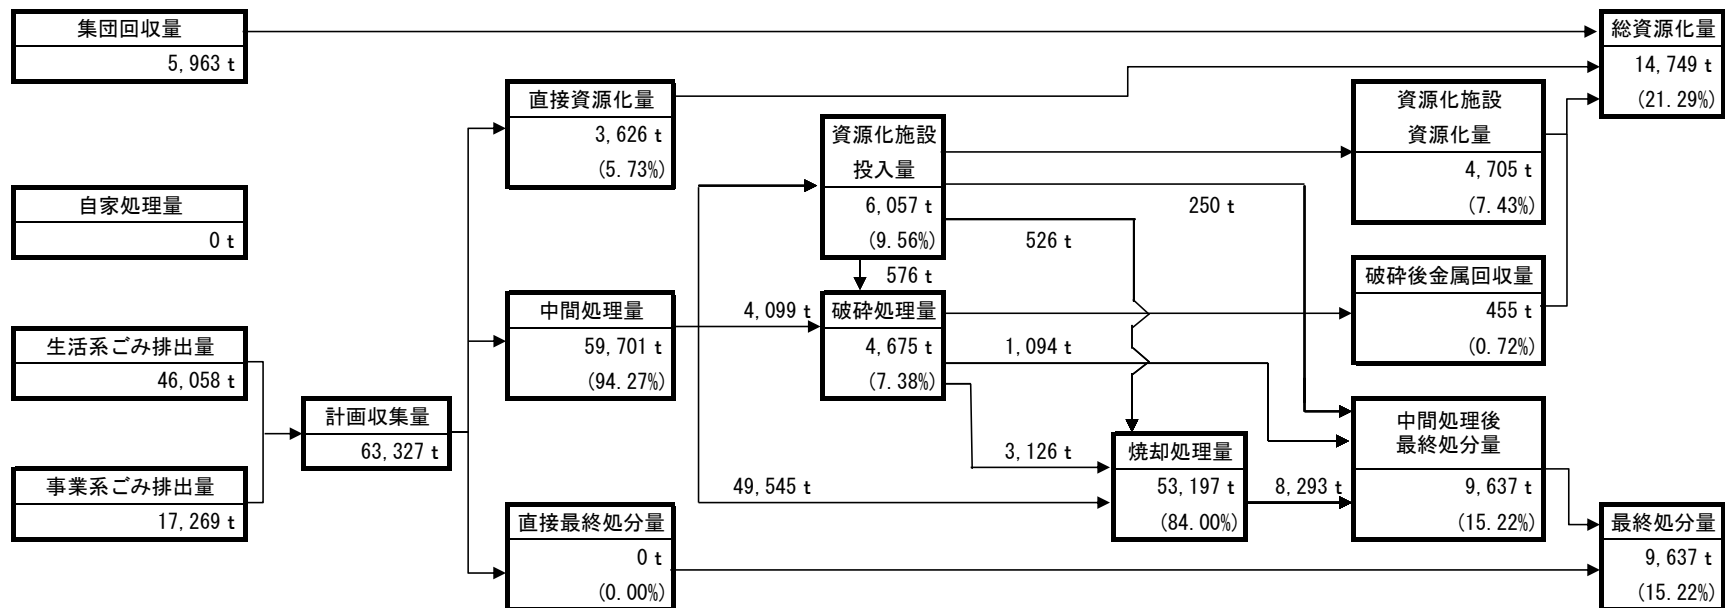 集団回収量
5,963 t
自家処理量
0 t
生活系ごみ排出量
46,058 t
事業系ごみ排出量
17,269 t
計画収集量
63,327 t
直接資源化量
3,626 t
(5.73%)
中間処理量
59,701 t
(94.27%)
直接最終処分量
0 t
(0.00%)
4,099 t
49,545 t
資源化施設
投入量
6,057 t
(9.56%)
576 t
破砕処理量
4,675 t
(7.38%)
250 t
526 t
1,094 t
3,126 t
焼却処理量
53,197 t
(84.00%)
8,293 t
資源化施設
資源化量
4,705 t
(7.43%)
破砕後金属回収量
455 t
(0.72%)
中間処理後
最終処分量
9,637 t
(15.22%)
総資源化量
14,749 t
(21.29%)
最終処分量
9,637 t
(15.22%)